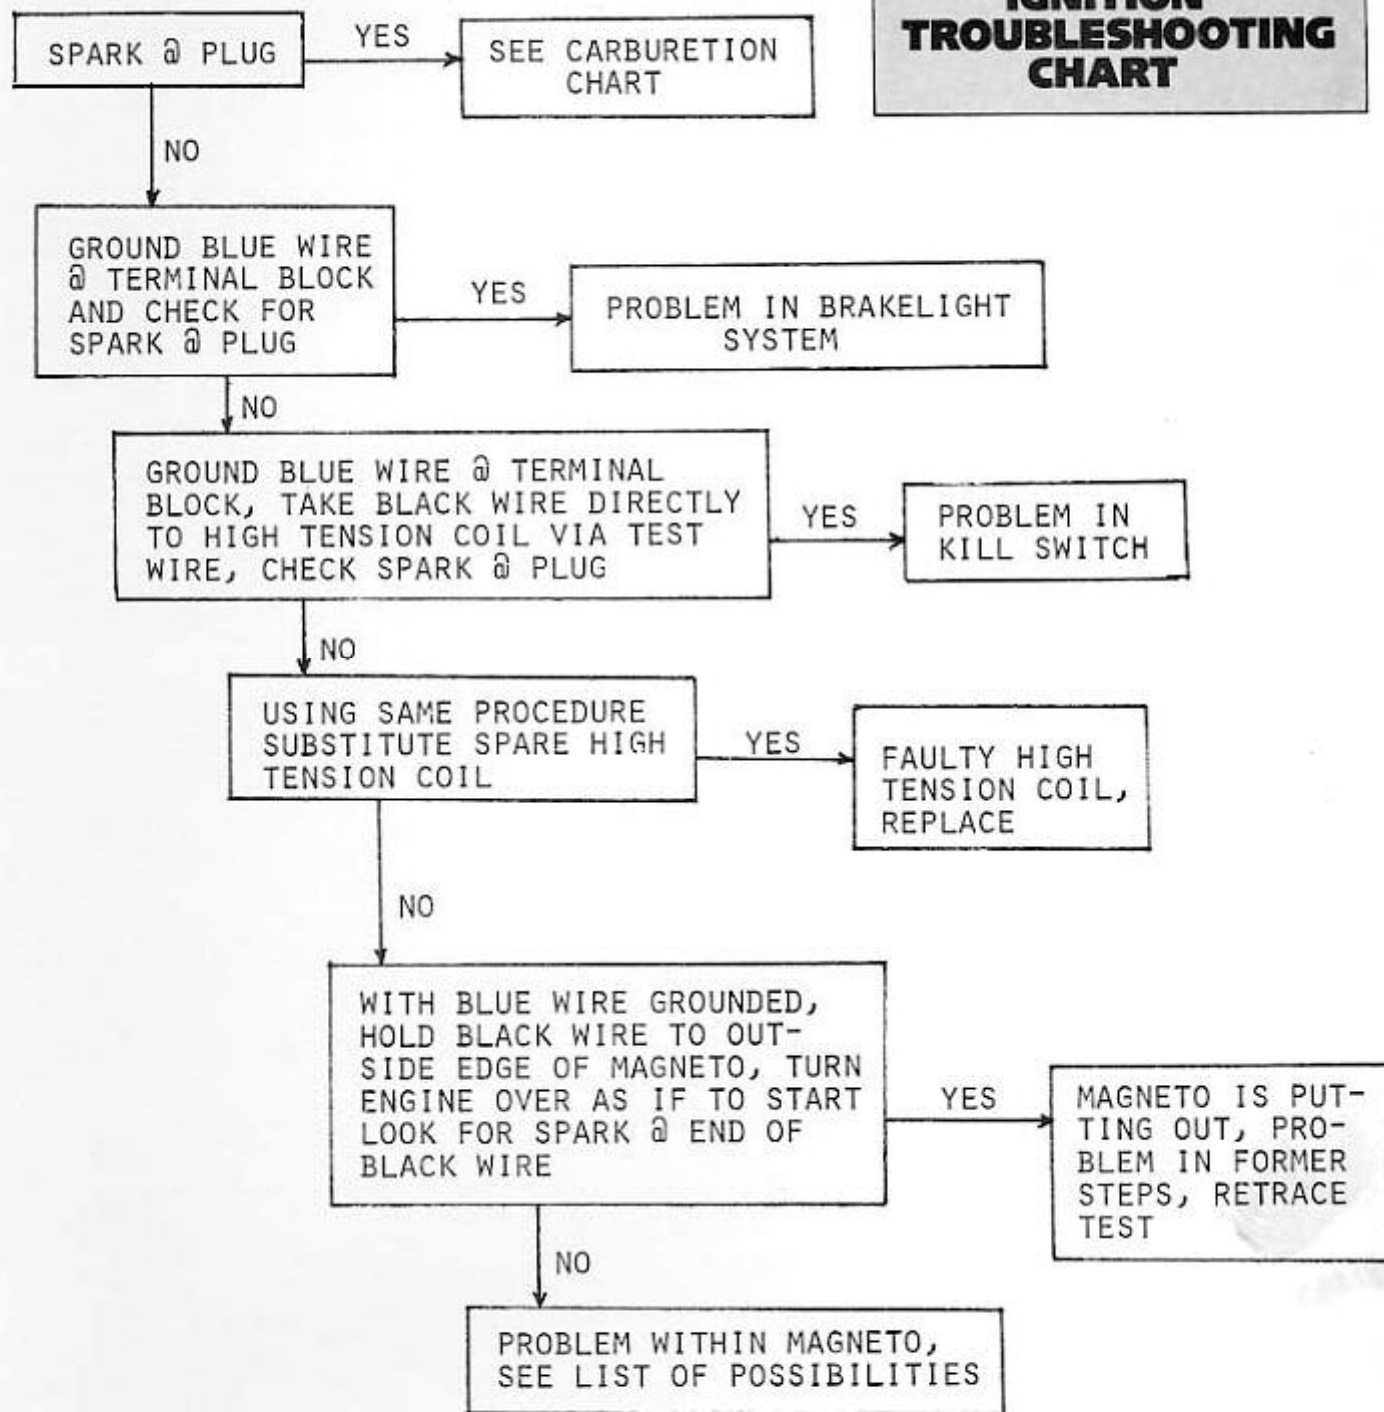 IGNITION
TROUBLESHOOTING
CHART
SPARK @ PLUG
YES
SEE CARBURETION
CHART
NO
GROUND BLUE WIRE
@ TERMINAL BLOCK
AND CHECK FOR
SPARK @ PLUG
YES
PROBLEM IN BRAKELIGHT
SYSTEM
NO
GROUND BLUE WIRE @ TERMINAL
BLOCK, TAKE BLACK WIRE DIRECTLY
TO HIGH TENSION COIL VIA TEST
WIRE, CHECK SPARK @ PLUG
YES
PROBLEM IN
KILL SWITCH
NO
USING SAME PROCEDURE
SUBSTITUTE SPARE HIGH
TENSION COIL
YES
FAULTY HIGH
TENSION COIL,
REPLACE
NO
WITH BLUE WIRE GROUNDED,
HOLD BLACK WIRE TO OUT-
SIDE EDGE OF MAGNETO, TURN
ENGINE OVER AS IF TO START
LOOK FOR SPARK @ END OF
BLACK WIRE
YES
MAGNETO IS PUT-
TING OUT, PRO-
BLEM IN FORMER
STEPS, RETRACE
TEST
NO
PROBLEM WITHIN MAGNETO,
SEE LIST OF POSSIBILITIES